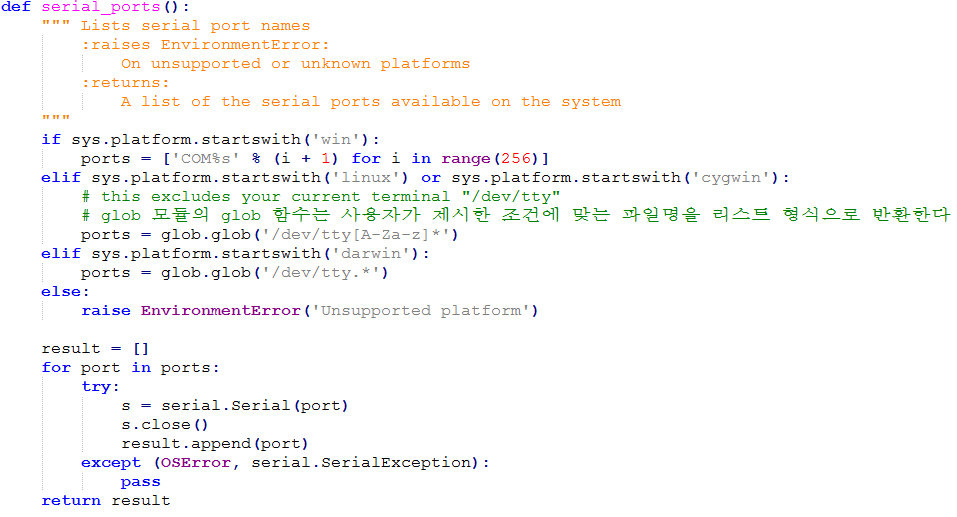 def serial_ports():
    """ Lists serial port names
        :raises EnvironmentError:
            On unsupported or unknown platforms
        :returns:
            A list of the serial ports available on the system
    """
    if sys.platform.startswith('win'):
        ports = ['COM%s' % (i + 1) for i in range(256)]
    elif sys.platform.startswith('linux') or sys.platform.startswith('cygwin'):
        # this excludes your current terminal "/dev/tty"
        # glob 모듈의 glob 함수는 사용자가 제시한 조건에 맞는 파일명을 리스트 형식으로 반환한다
        ports = glob.glob('/dev/tty[A-Za-z]*')
    elif sys.platform.startswith('darwin'):
        ports = glob.glob('/dev/tty.*')
    else:
        raise EnvironmentError('Unsupported platform')

    result = []
    for port in ports:
        try:
            s = serial.Serial(port)
            s.close()
            result.append(port)
        except (OSError, serial.SerialException):
            pass
    return result